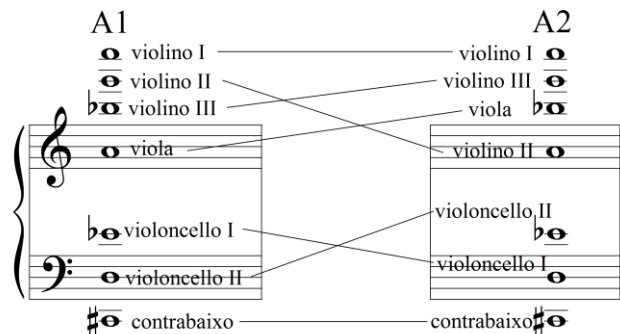 A1
A2
violino I
violino I
violino II
violino III
violino III
viola
viola
violino II
violoncello II
violoncello I
violoncello I
violoncello II
contrabaixo
contrabaixo